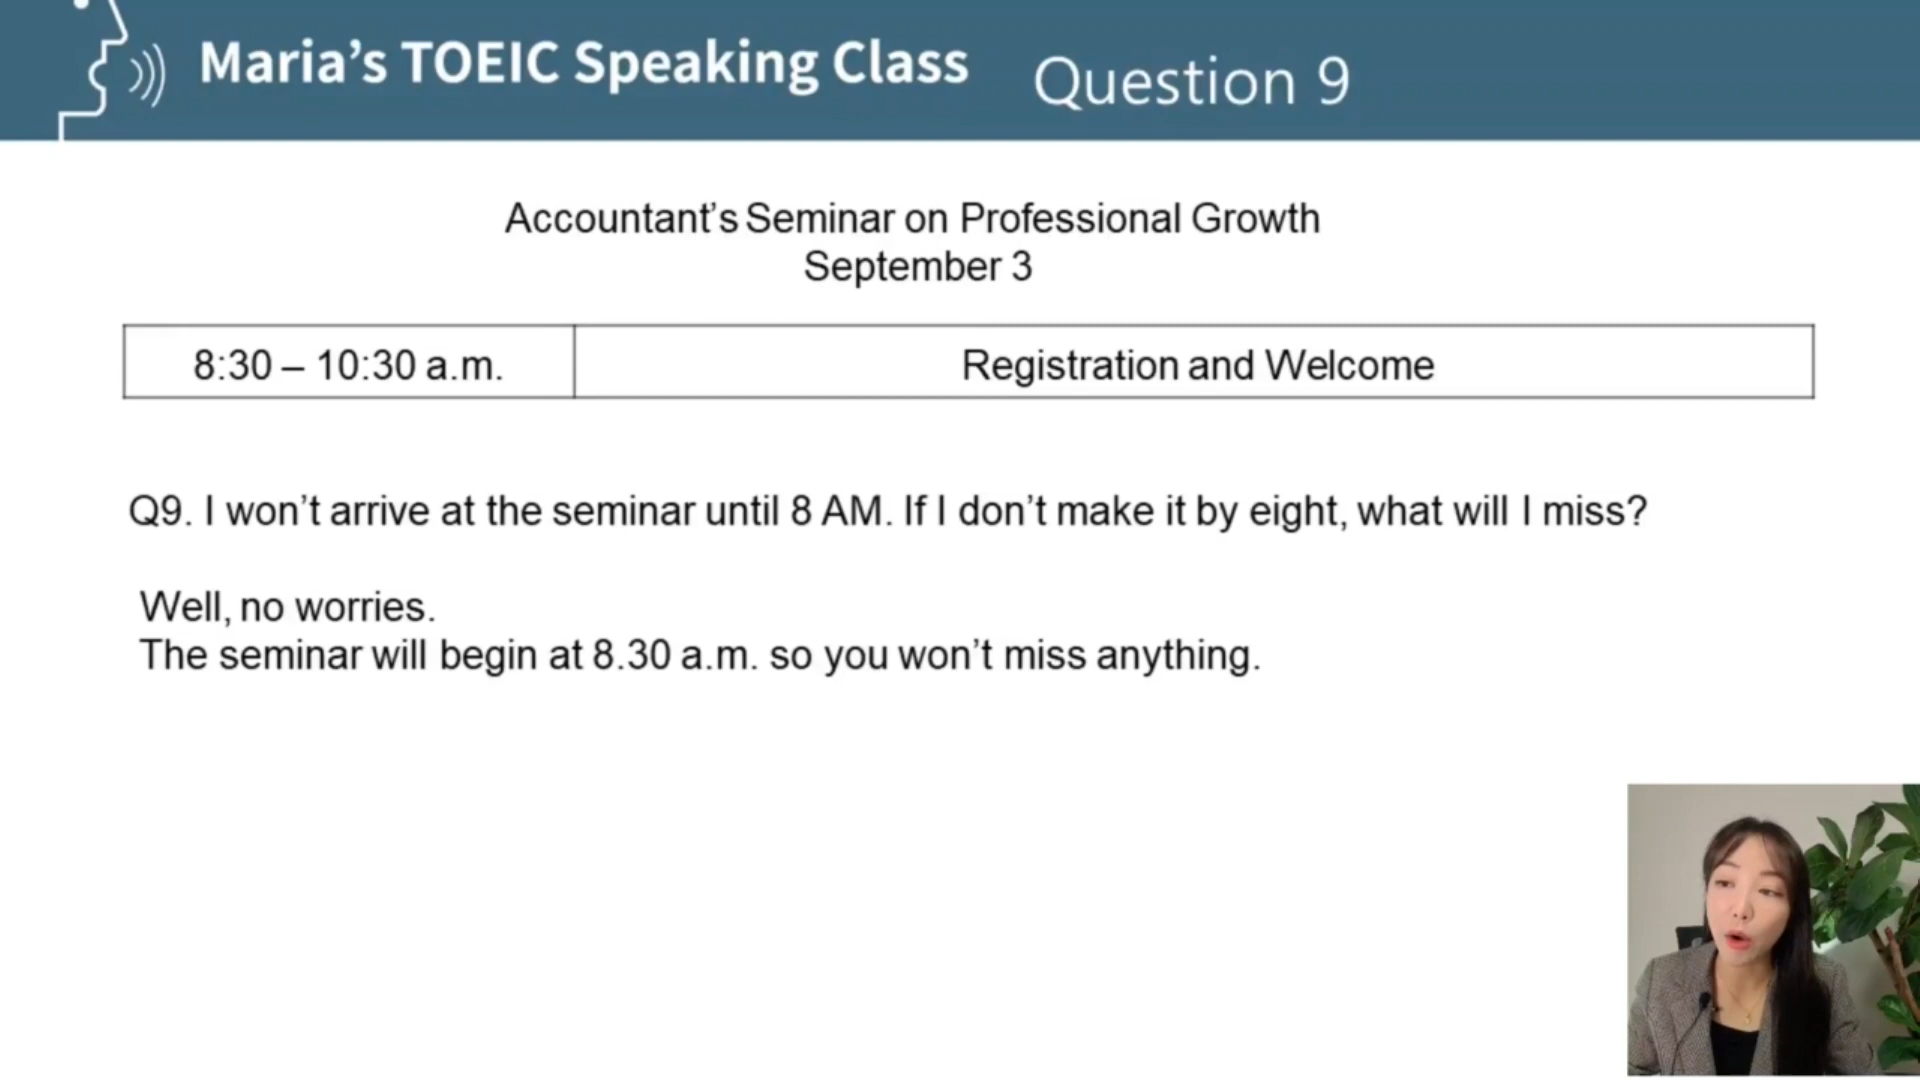 Maria's TOEIC Speaking Class
Question 9
Accountant's Seminar on Professional Growth
September 3
8:30 – 10:30 a.m.
Registration and Welcome
Q9. I won't arrive at the seminar until 8 AM. If I don't make it by eight, what will I miss?
Well, no worries.
The seminar will begin at 8.30 a.m. so you won't miss anything.